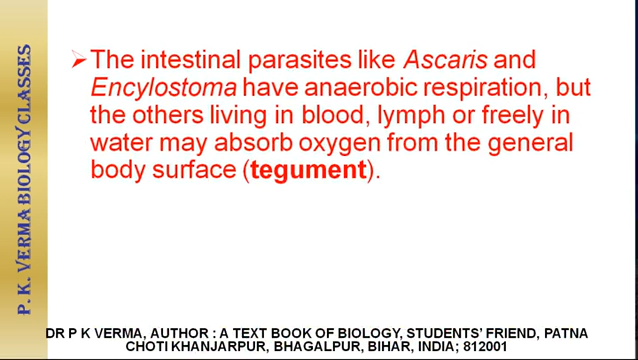 P. K. VERMA BIOLOGY CLASSES
The intestinal parasites like Ascaris and
Encylostoma have anaerobic respiration, but
the others living in blood, lymph or freely in
water may absorb oxygen from the general
body surface (tegument).
DR P K VERMA, AUTHOR : A TEXT BOOK OF BIOLOGY, STUDENTS' FRIEND, PATNA
CHOTI KHANJARPUR, BHAGALPUR, BIHAR, INDIA; 812001